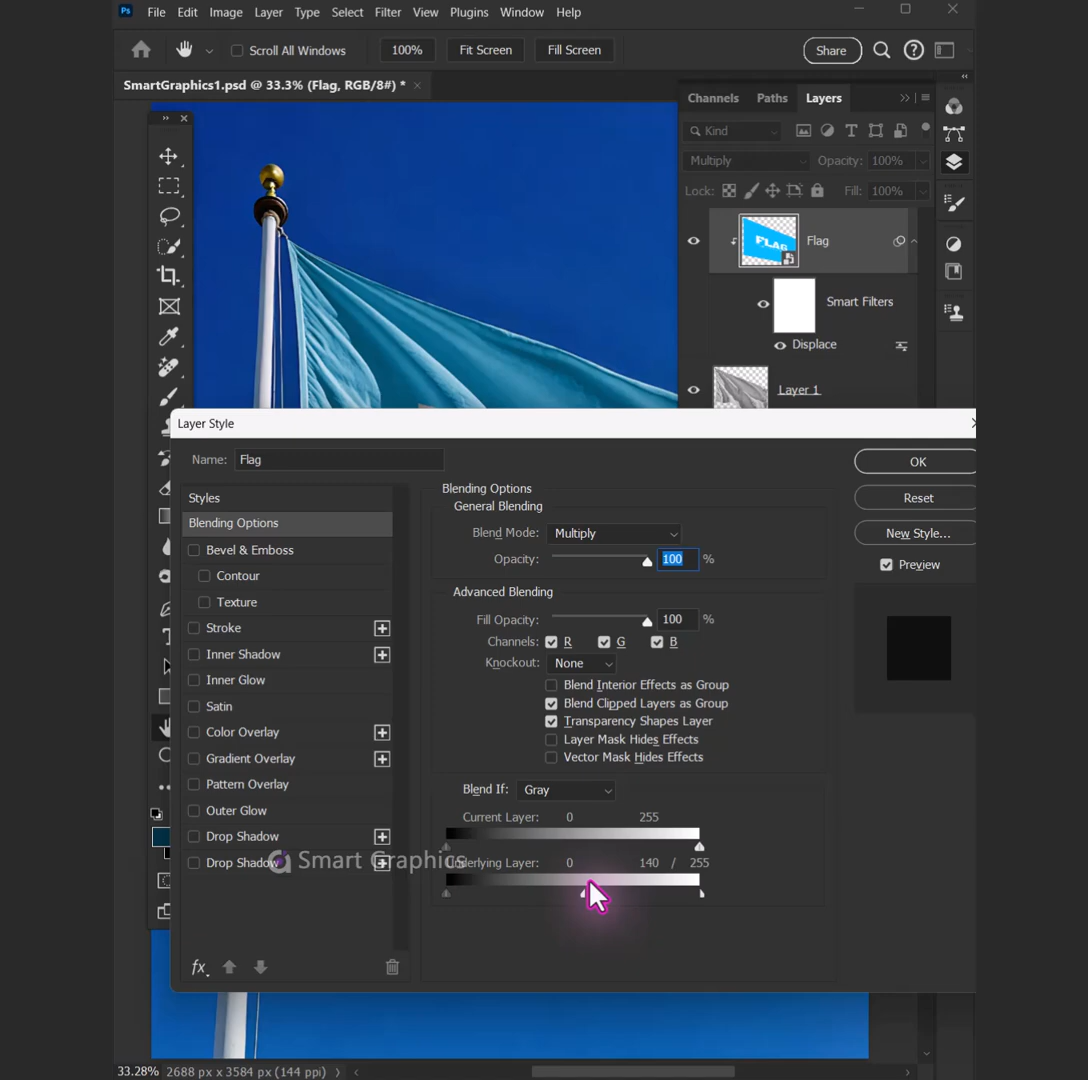 Ps File Edit Image Layer Type Select Filter View Plugins Window Help
Scroll All Windows 100% Fit Screen Fill Screen Share
SmartGraphics1.psd @ 33.3% (Flag, RGB/8#) *
Channels Paths Layers
Kind
Multiply Opacity: 100%
Lock: Fill: 100%
FLAG Flag
Smart Filters
Displace
Layer 1
Layer Style
Name: Flag
OK
Reset
New Style...
Preview
Styles
Blending Options
Bevel & Emboss
Contour
Texture
Stroke
Inner Shadow
Inner Glow
Satin
Color Overlay
Gradient Overlay
Pattern Overlay
Outer Glow
Drop Shadow
Drop Shadow
fx
Blending Options
General Blending
Blend Mode: Multiply
Opacity: 100 %
Advanced Blending
Fill Opacity: 100 %
Channels: R G B
Knockout: None
Blend Interior Effects as Group
Blend Clipped Layers as Group
Transparency Shapes Layer
Layer Mask Hides Effects
Vector Mask Hides Effects
Blend If: Gray
Current Layer: 0 255
Smart Graphics
Underlying Layer: 0 140 / 255
33.28% 2688 px x 3584 px (144 ppi)